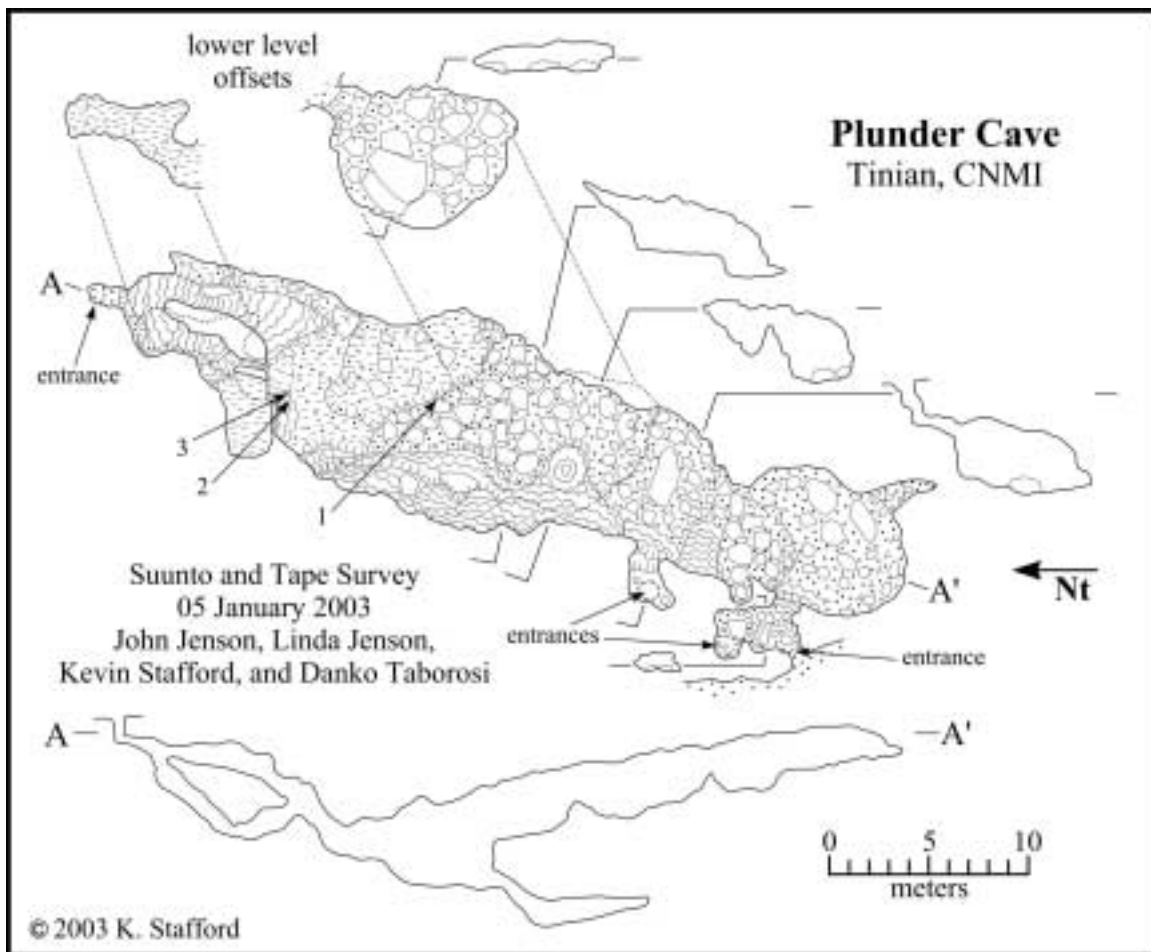 lower level
offsets
Plunder Cave
Tinian, CNMI
A
entrance
3
2
1
Nt
A'
Suunto and Tape Survey
05 January 2003
John Jenson, Linda Jenson,
Kevin Stafford, and Danko Taborosi
entrances
entrance
A
A'
0 5 10
meters
© 2003 K. Stafford